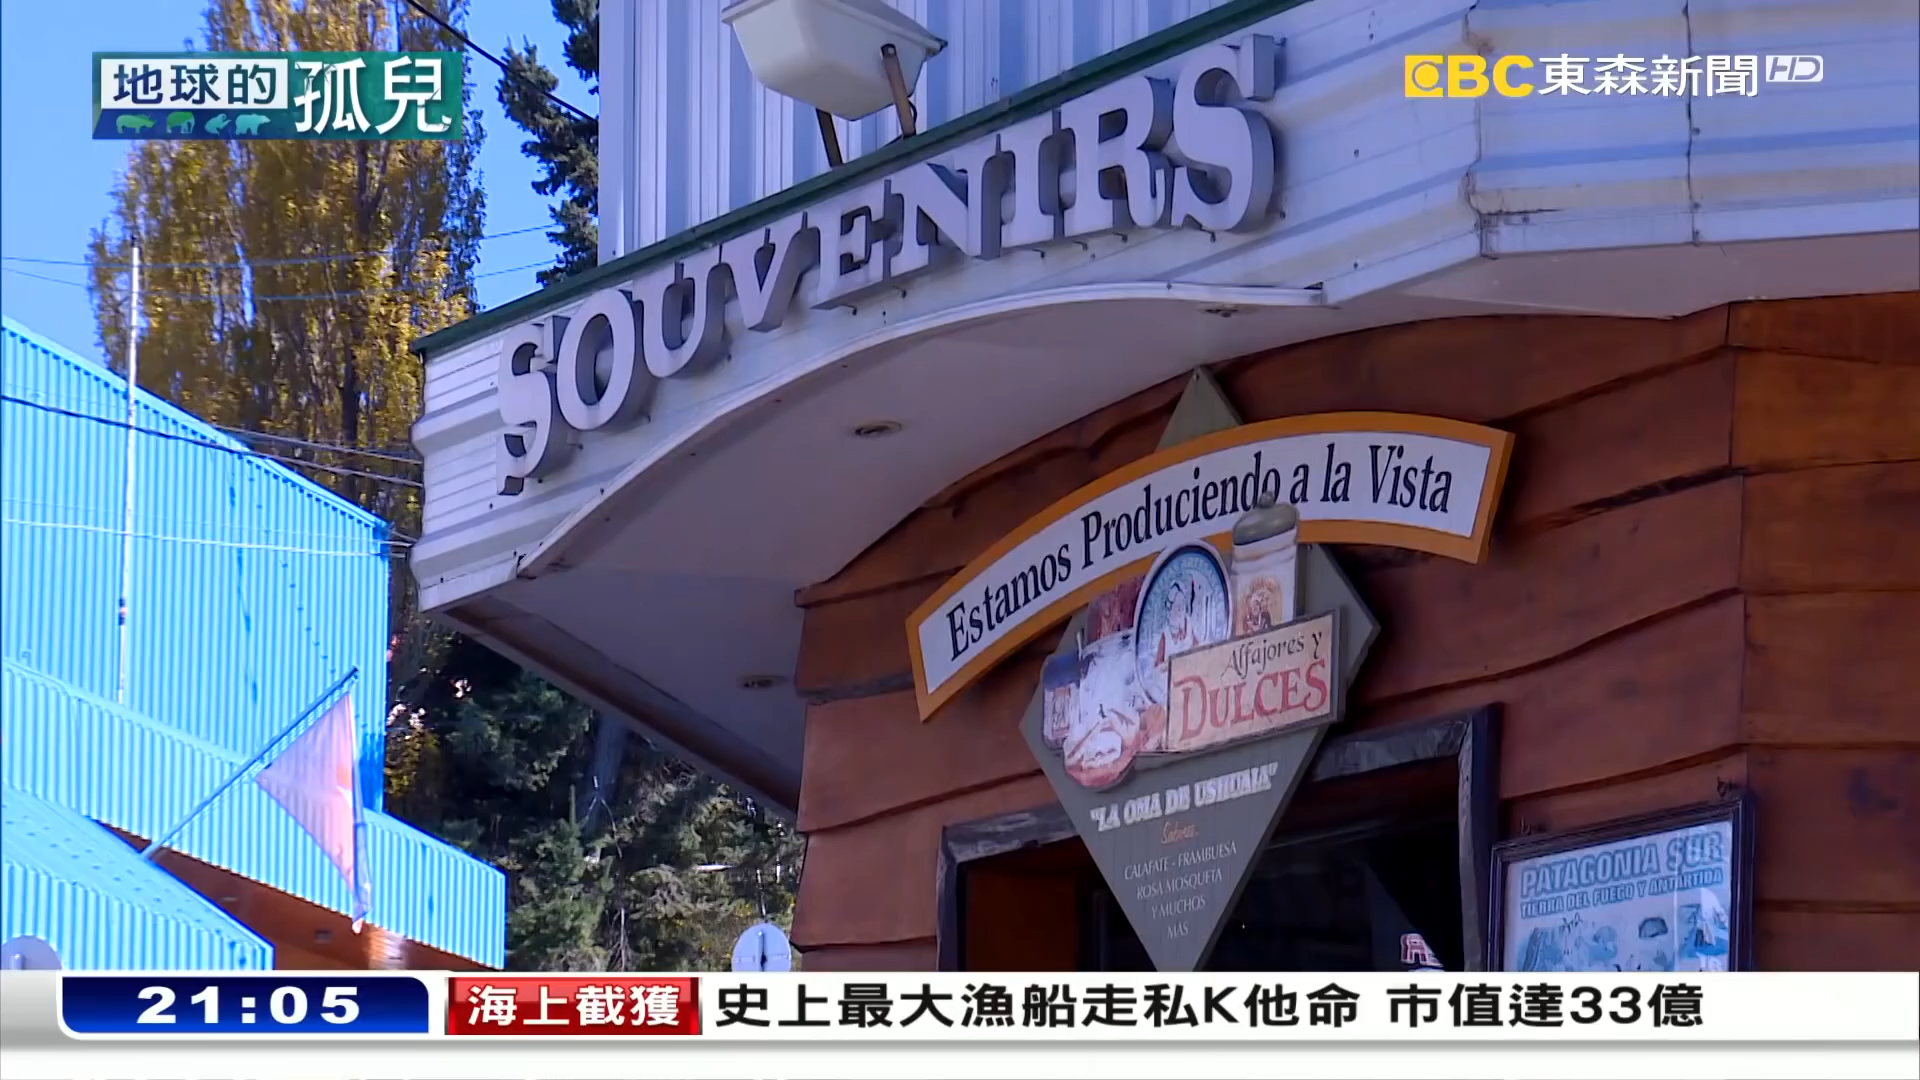 地球的孤兒
EBC東森新聞HD
SOUVENIRS
Estamos Produciendo a la Vista
Alfajores y
DULCES
"LA OMA DE USHUAIA"
Sabores
CALAFATE - FRAMBUESA
ROSA MOSQUETA
Y MUCHOS
MAS
PATAGONIA SUR
TIERRA DEL FUEGO Y ANTARTIDA
21:05
海上截獲
史上最大漁船走私K他命 市值達33億